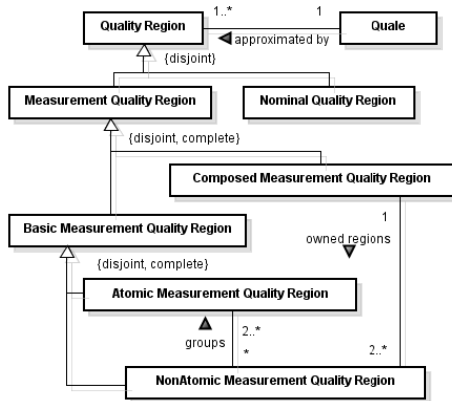 1..* 1
Quality Region Quale
approximated by
{disjoint}
Measurement Quality Region Nominal Quality Region
{disjoint, complete}
Composed Measurement Quality Region
1
Basic Measurement Quality Region owned regions
{disjoint, complete}
Atomic Measurement Quality Region
2..*
groups
* 2..*
NonAtomic Measurement Quality Region